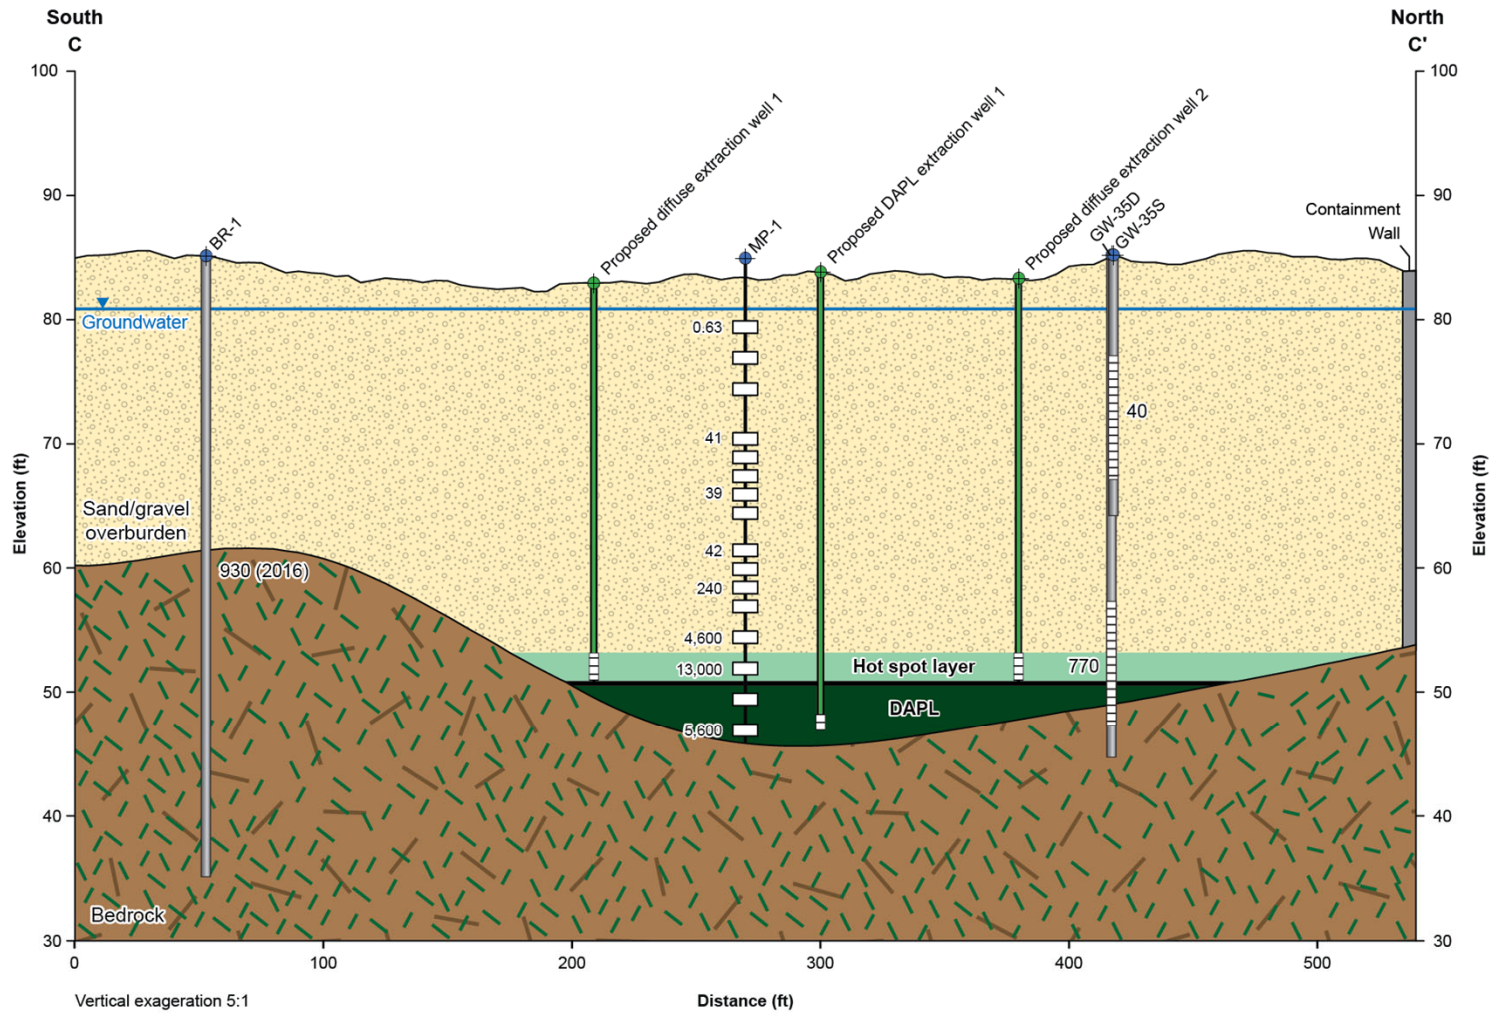 South
C
North
C'
100
100
Proposed diffuse extraction well 1
Proposed DAPL extraction well 1
Proposed diffuse extraction well 2
90
90
BR-1
MP-1
GW-35D
GW-35S
Containment
Wall
Groundwater
80
80
0.63
40
70
70
41
39
Elevation (ft)
Elevation (ft)
Sand/gravel
overburden
42
60
60
930 (2016)
240
4,600
13,000
Hot spot layer
770
50
50
DAPL
5,600
40
40
Bedrock
30
30
0
100
200
300
400
500
Vertical exageration 5:1
Distance (ft)